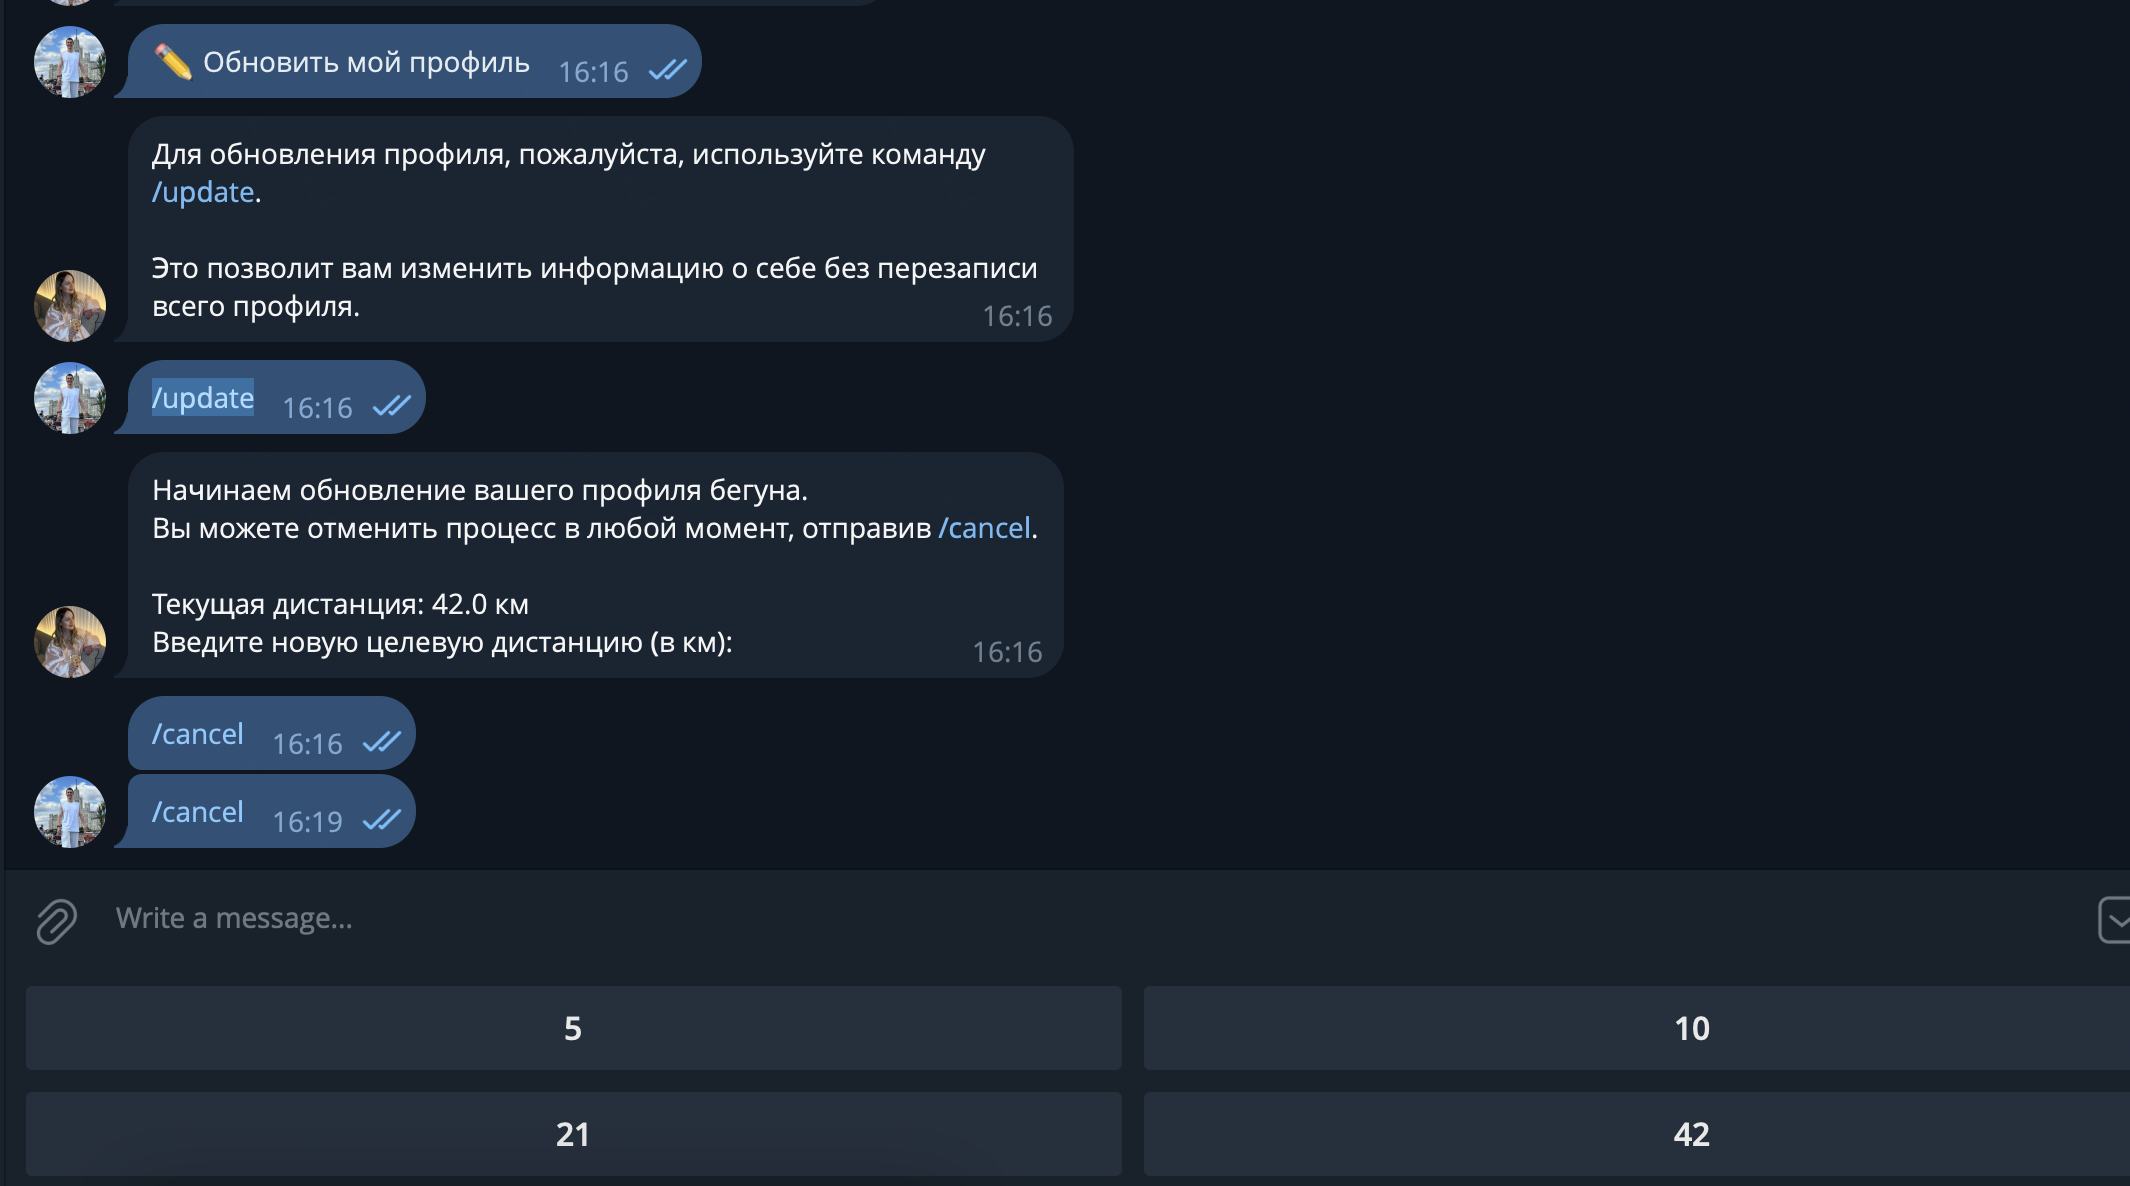 ✏️ Обновить мой профиль 16:16
Для обновления профиля, пожалуйста, используйте команду
/update.
Это позволит вам изменить информацию о себе без перезаписи
всего профиля.
16:16
/update 16:16
Начинаем обновление вашего профиля бегуна.
Вы можете отменить процесс в любой момент, отправив /cancel.
Текущая дистанция: 42.0 км
Введите новую целевую дистанцию (в км):
16:16
/cancel 16:16
/cancel 16:19
Write a message...
5
10
21
42